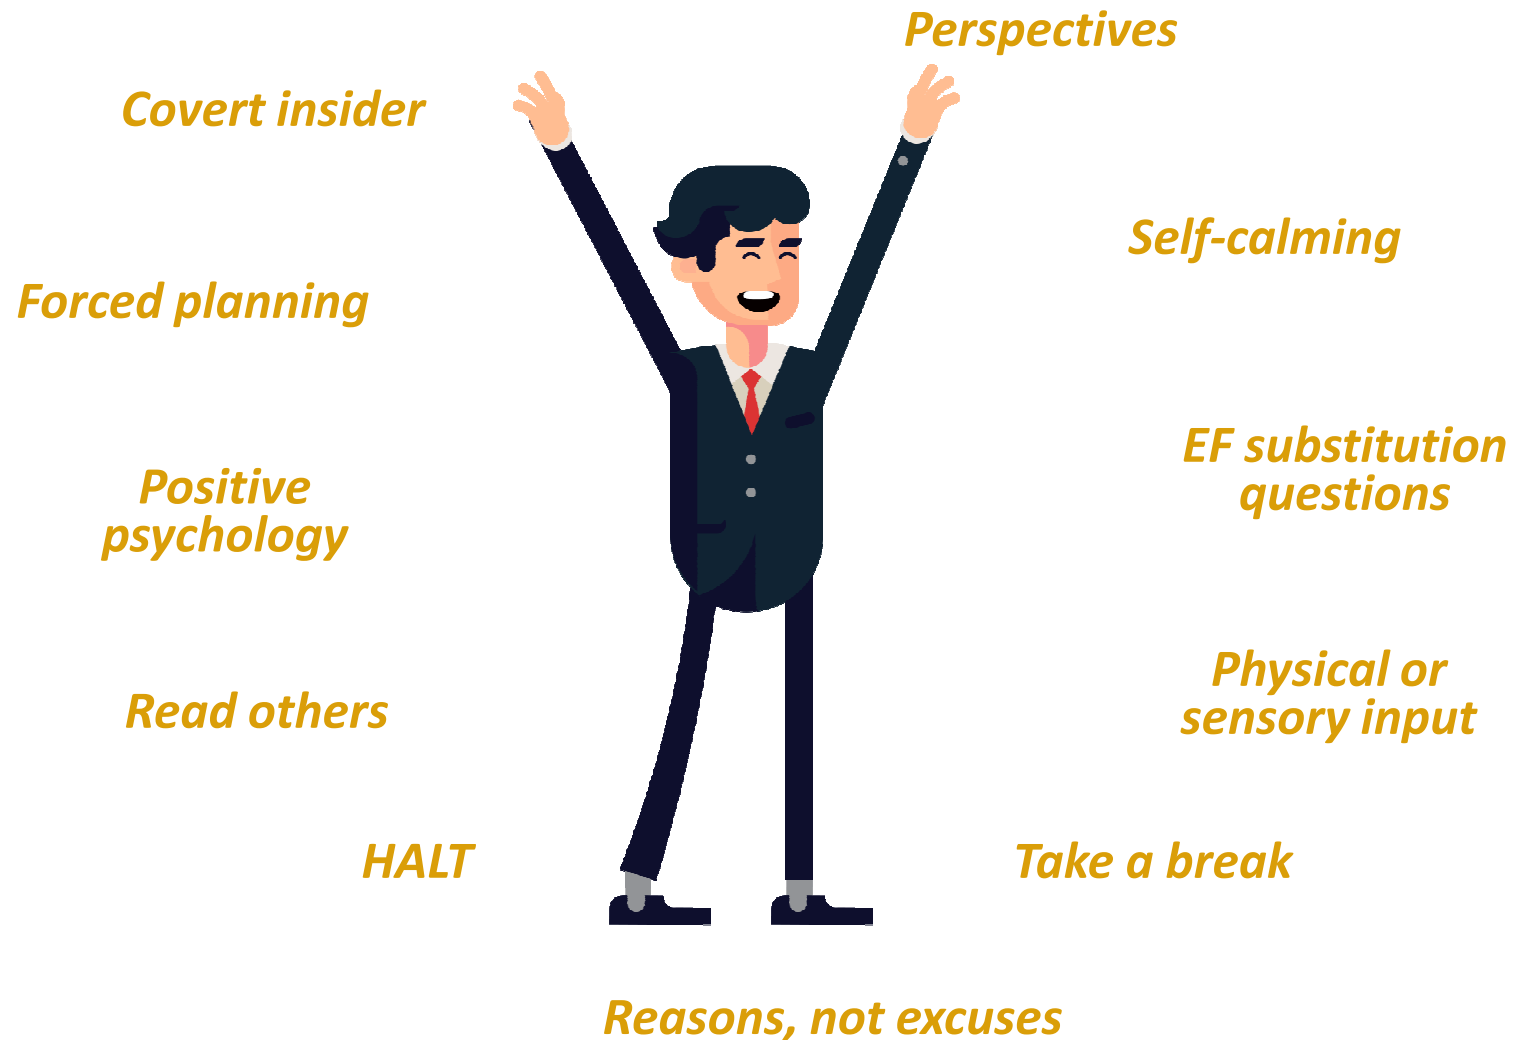 Perspectives
Covert insider
Self-calming
Forced planning
EF substitution
questions
Positive
psychology
Physical or
sensory input
Read others
HALT
Take a break
Reasons, not excuses